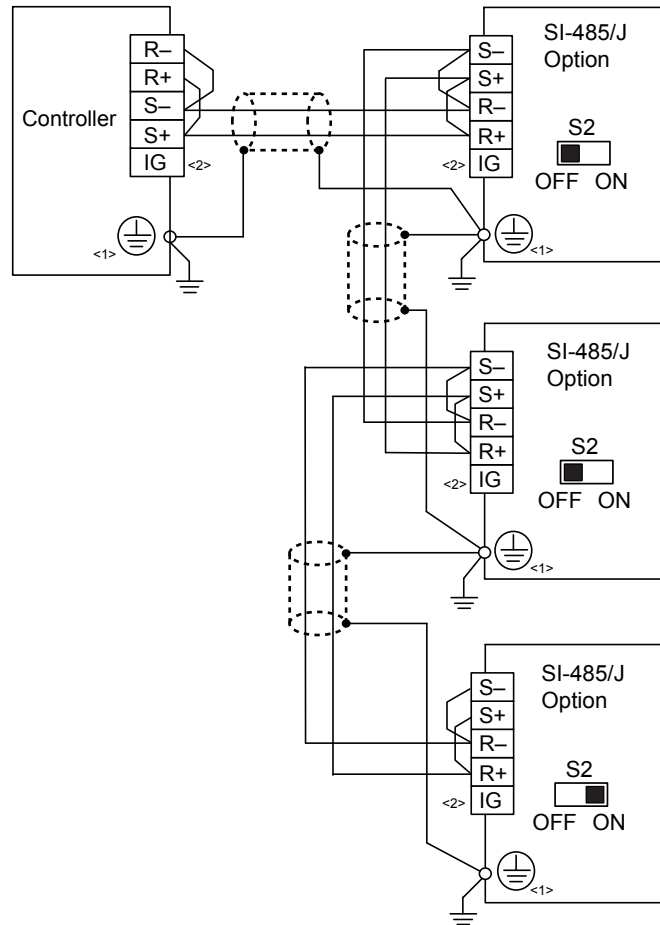 Controller
R–
R+
S–
S+
IG
<2>
<1>
SI-485/J
Option
S–
S+
R–
R+
IG
<2>
S2
OFF ON
<1>
SI-485/J
Option
S–
S+
R–
R+
IG
<2>
S2
OFF ON
<1>
SI-485/J
Option
S–
S+
R–
R+
IG
<2>
S2
OFF ON
<1>